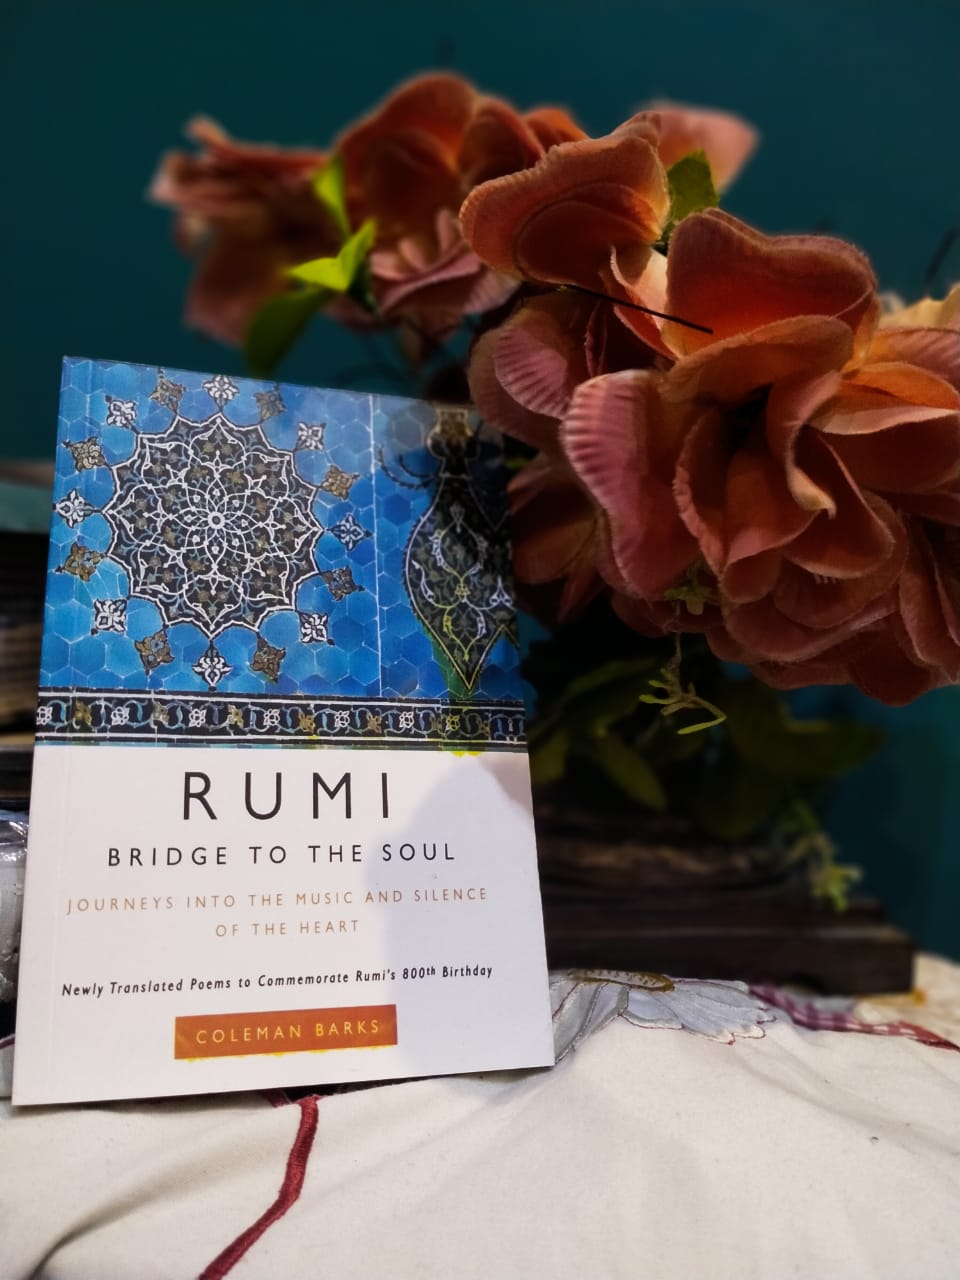 RUMI
BRIDGE TO THE SOUL
JOURNEYS INTO THE MUSIC AND SILENCE
OF THE HEART
Newly Translated Poems to Commemorate Rumi's 800th Birthday
COLEMAN BARKS